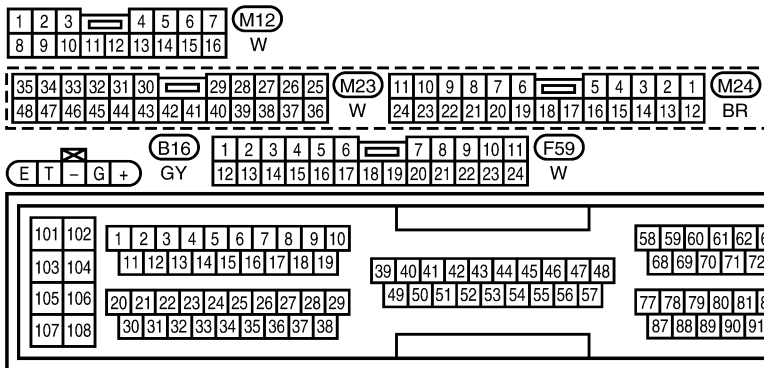 1 2 3 4 5 6 7 M12
8 9 10 11 12 13 14 15 16 W
35 34 33 32 31 30 29 28 27 26 25 M23 11 10 9 8 7 6 5 4 3 2 1 M24
48 47 46 45 44 43 42 41 40 39 38 37 36 W 24 23 22 21 20 19 18 17 16 15 14 13 12 BR
B16 1 2 3 4 5 6 7 8 9 10 11 F59
E T – G + GY 12 13 14 15 16 17 18 19 20 21 22 23 24 W
101 102 1 2 3 4 5 6 7 8 9 10 58 59 60 61 62
103 104 11 12 13 14 15 16 17 18 19 39 40 41 42 43 44 45 46 47 48 68 69 70 71 72
105 106 20 21 22 23 24 25 26 27 28 29 49 50 51 52 53 54 55 56 57 77 78 79 80 81
107 108 30 31 32 33 34 35 36 37 38 87 88 89 90 91